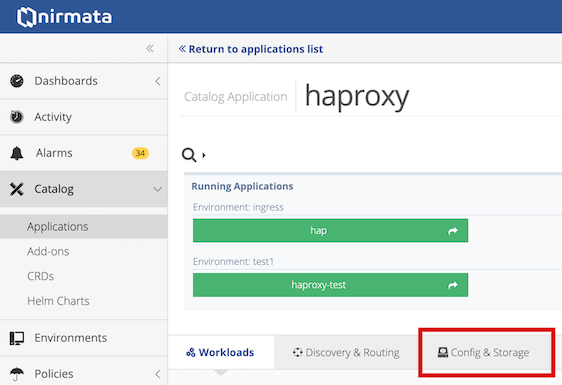 nirmata
« Return to applications list
Dashboards
Activity
Alarms 34
Catalog
Applications
Add-ons
CRDs
Helm Charts
Environments
Policies
Catalog Application haproxy
Running Applications
Environment: ingress
hap
Environment: test1
haproxy-test
Workloads Discovery & Routing Config & Storage